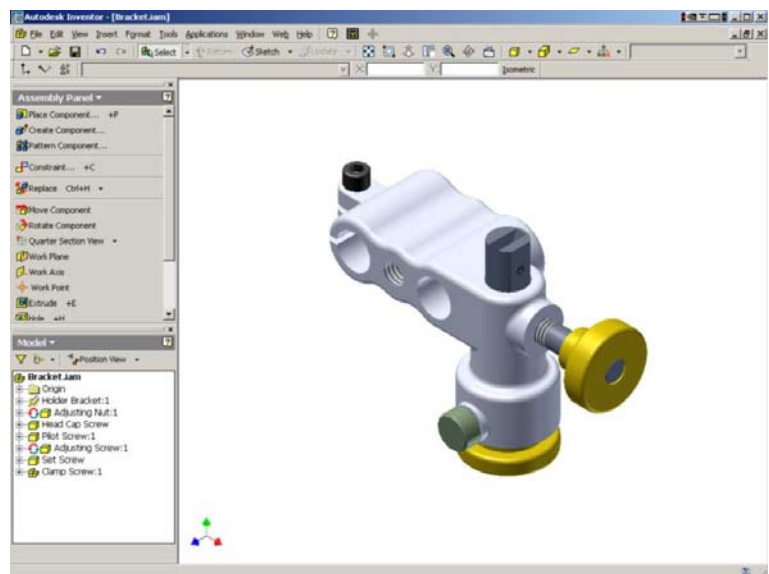 Autodesk Inventor - [Bracket.iam]
File Edit View Insert Format Tools Applications Window Web Help
Select Return Sketch Update
X: Y: Isometric
Assembly Panel
Place Component... +P
Create Component...
Pattern Component...
Constraint... +C
Replace Ctrl+H +
Move Component
Rotate Component
Quarter Section View
Work Plane
Work Axis
Work Point
Extrude +E
Hole +H
Model
Position View
Bracket.iam
Origin
Holder Bracket:1
Adjusting Nut:1
Head Cap Screw
Pilot Screw:1
Adjusting Screw:1
Set Screw
Clamp Screw:1